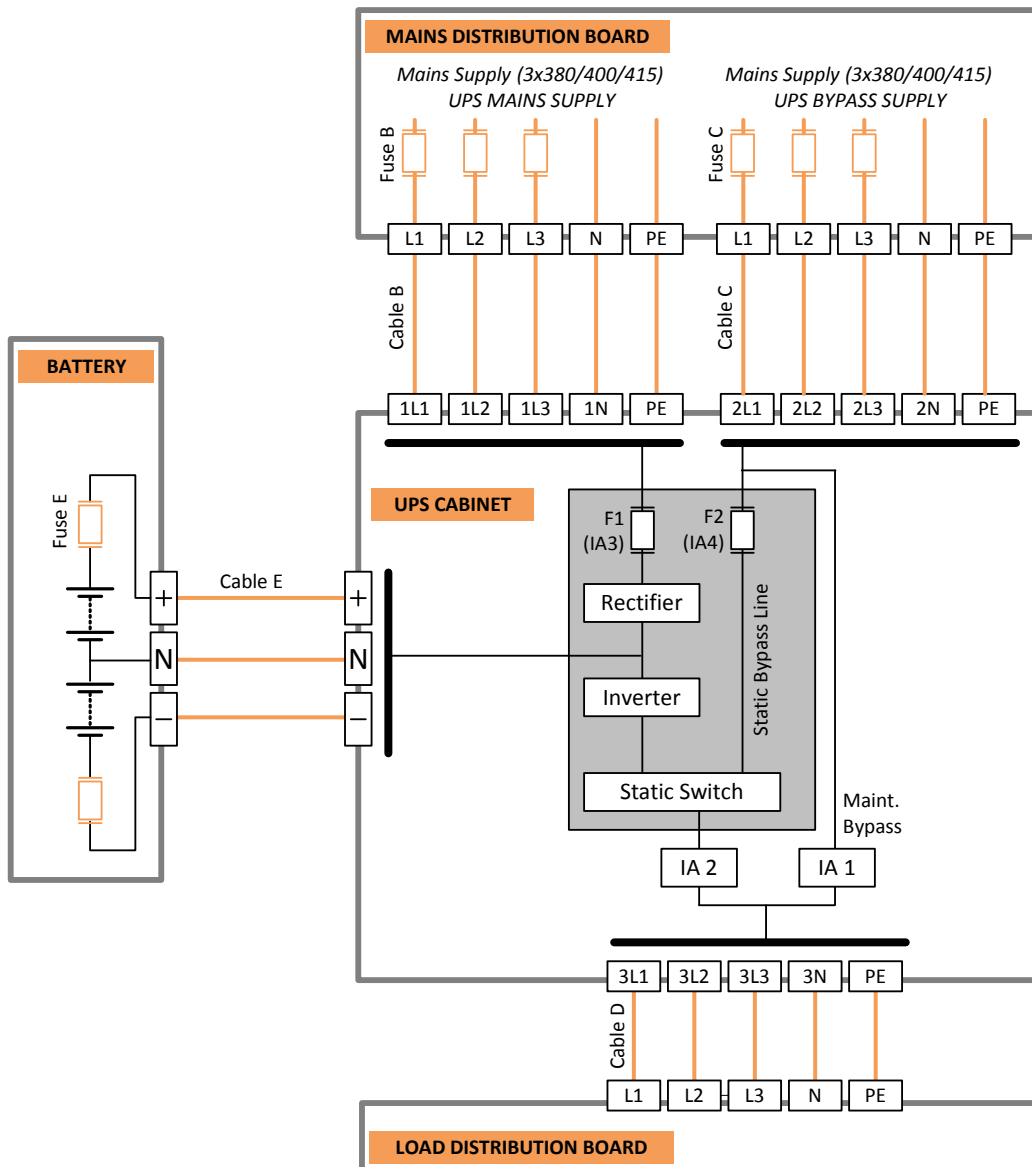 MAINS DISTRIBUTION BOARD
Mains Supply (3x380/400/415)
UPS MAINS SUPPLY
Mains Supply (3x380/400/415)
UPS BYPASS SUPPLY
Fuse B
Fuse C
L1 L2 L3 N PE
L1 L2 L3 N PE
Cable B
Cable C
BATTERY
1L1 1L2 1L3 1N PE
2L1 2L2 2L3 2N PE
UPS CABINET
Fuse E
F1
(IA3)
F2
(IA4)
Cable E
+
+
Rectifier
N
N
Inverter
Static Bypass Line
–
–
Static Switch
Maint.
Bypass
IA 2
IA 1
3L1 3L2 3L3 3N PE
Cable D
L1 L2 L3 N PE
LOAD DISTRIBUTION BOARD